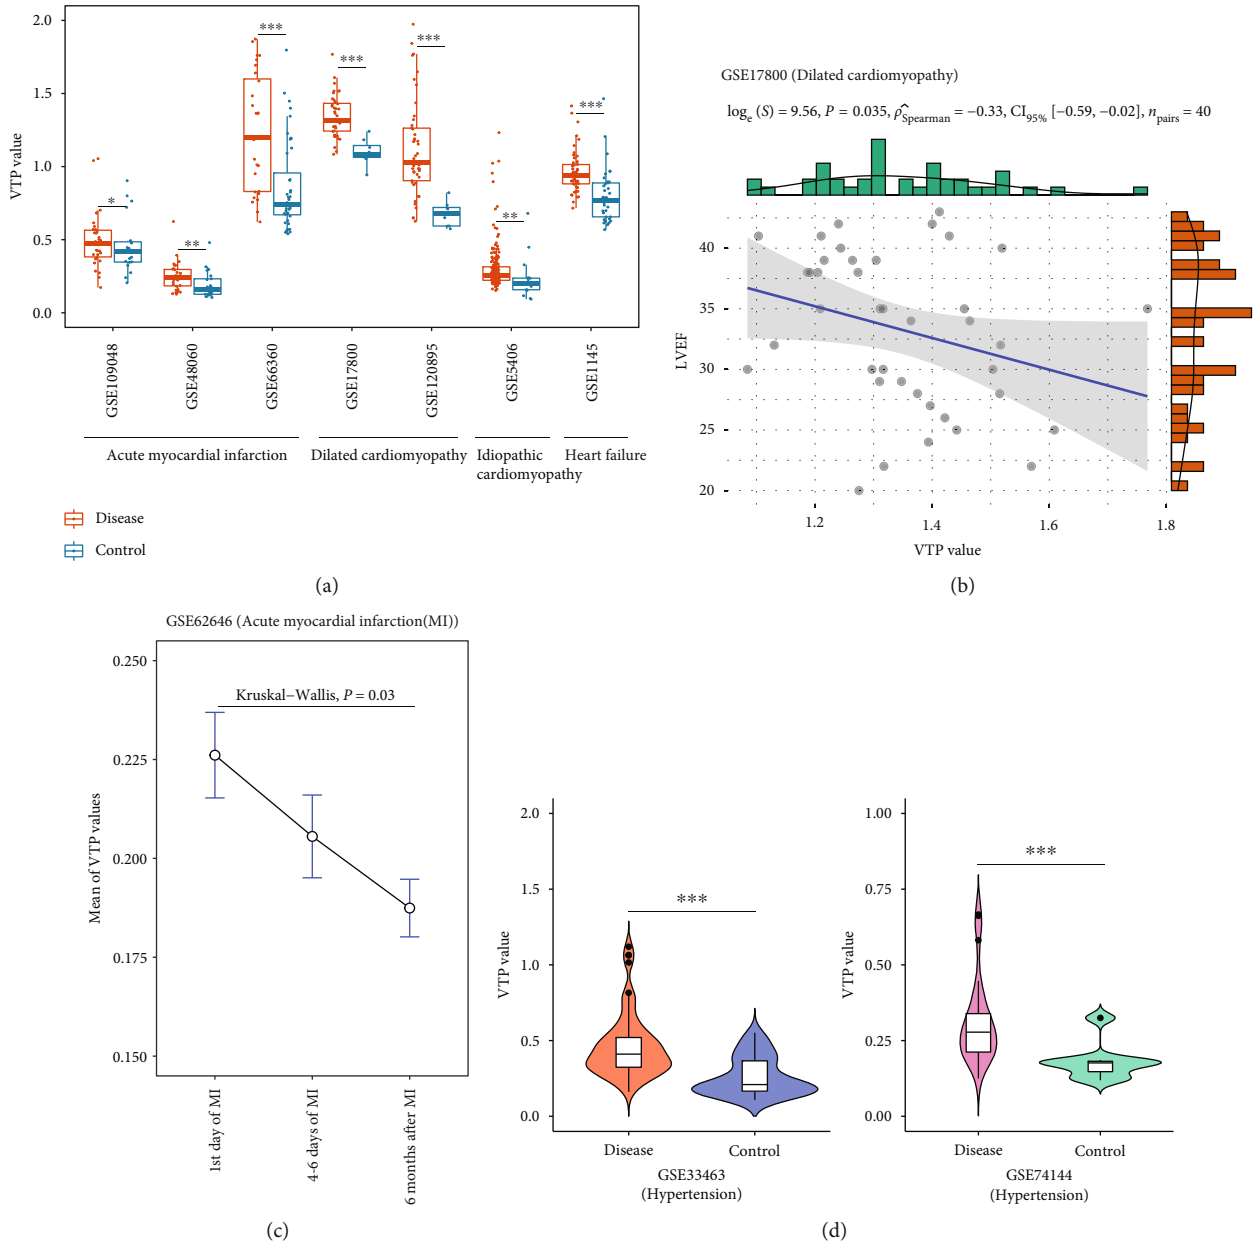 2.0
1.5
1.0
0.5
0.0
VTP value
*
**
***
***
***
**
***
GSE109048
GSE48060
GSE66360
GSE17800
GSE120895
GSE5406
GSE1145
Acute myocardial infarction
Dilated cardiomyopathy
Idiopathic
cardiomyopathy
Heart failure
Disease
Control
(a)
GSE17800 (Dilated cardiomyopathy)
logₑ (S) = 9.56, P = 0.035, ρ̂Spearman = −0.33, CI95% [−0.59, −0.02], npairs = 40
40
35
30
25
20
LVEF
1.2
1.4
1.6
1.8
VTP value
(b)
GSE62646 (Acute myocardial infarction(MI))
Kruskal−Wallis, P = 0.03
0.250
0.225
0.200
0.175
0.150
Mean of VTP values
1st day of MI
4-6 days of MI
6 months after MI
(c)
2.0
1.5
1.0
0.5
0.0
VTP value
***
Disease
Control
GSE33463
(Hypertension)
1.00
0.75
0.50
0.25
0.00
VTP value
***
Disease
Control
GSE74144
(Hypertension)
(d)